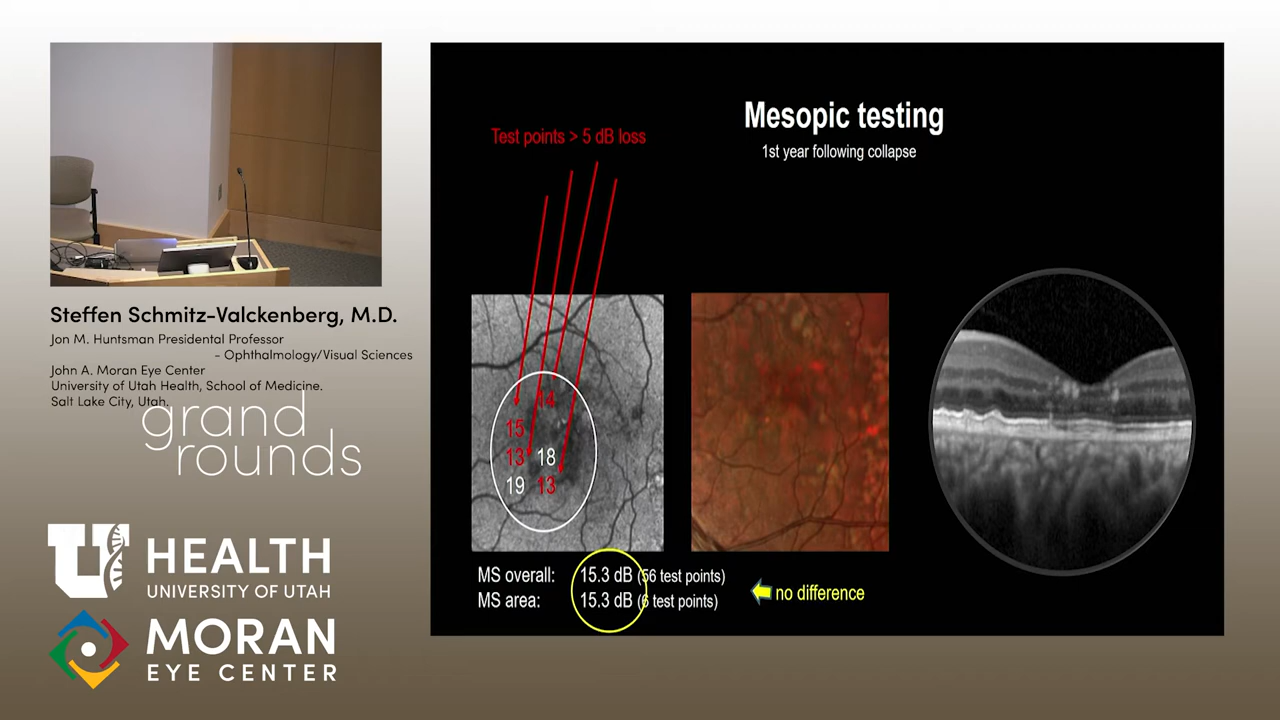 Mesopic testing
1st year following collapse
Test points > 5 dB loss
14
15
13 18
19 13
MS overall: 15.3 dB (56 test points)
MS area: 15.3 dB (6 test points)
no difference
Steffen Schmitz-Valckenberg, M.D.
Jon M. Huntsman Presidental Professor
- Ophthalmology/Visual Sciences
John A. Moran Eye Center
University of Utah Health, School of Medicine.
Salt Lake City, Utah.
grand
rounds
U HEALTH
UNIVERSITY OF UTAH
MORAN
EYE CENTER